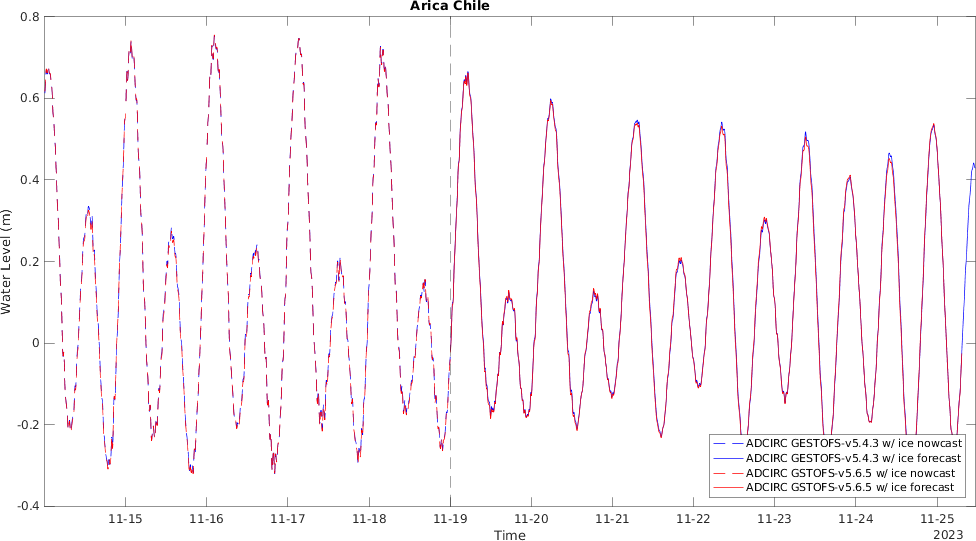 Arica Chile
0.8
0.6
0.4
0.2
0
-0.2
-0.4
Water Level (m)
ADCIRC GESTOFS-v5.4.3 w/ ice nowcast
ADCIRC GESTOFS-v5.4.3 w/ ice forecast
ADCIRC GSTOFS-v5.6.5 w/ ice nowcast
ADCIRC GSTOFS-v5.6.5 w/ ice forecast
11-15 11-16 11-17 11-18 11-19 11-20 11-21 11-22 11-23 11-24 11-25
Time
2023